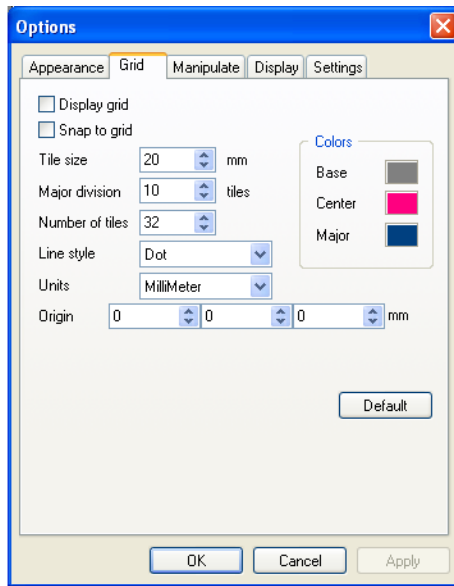 Options
Appearance Grid Manipulate Display Settings
Display grid
Snap to grid
Colors
Tile size 20 mm
Base
Major division 10 tiles
Center
Number of tiles 32
Major
Line style Dot
Units MilliMeter
Origin 0 0 0 mm
Default
OK Cancel Apply